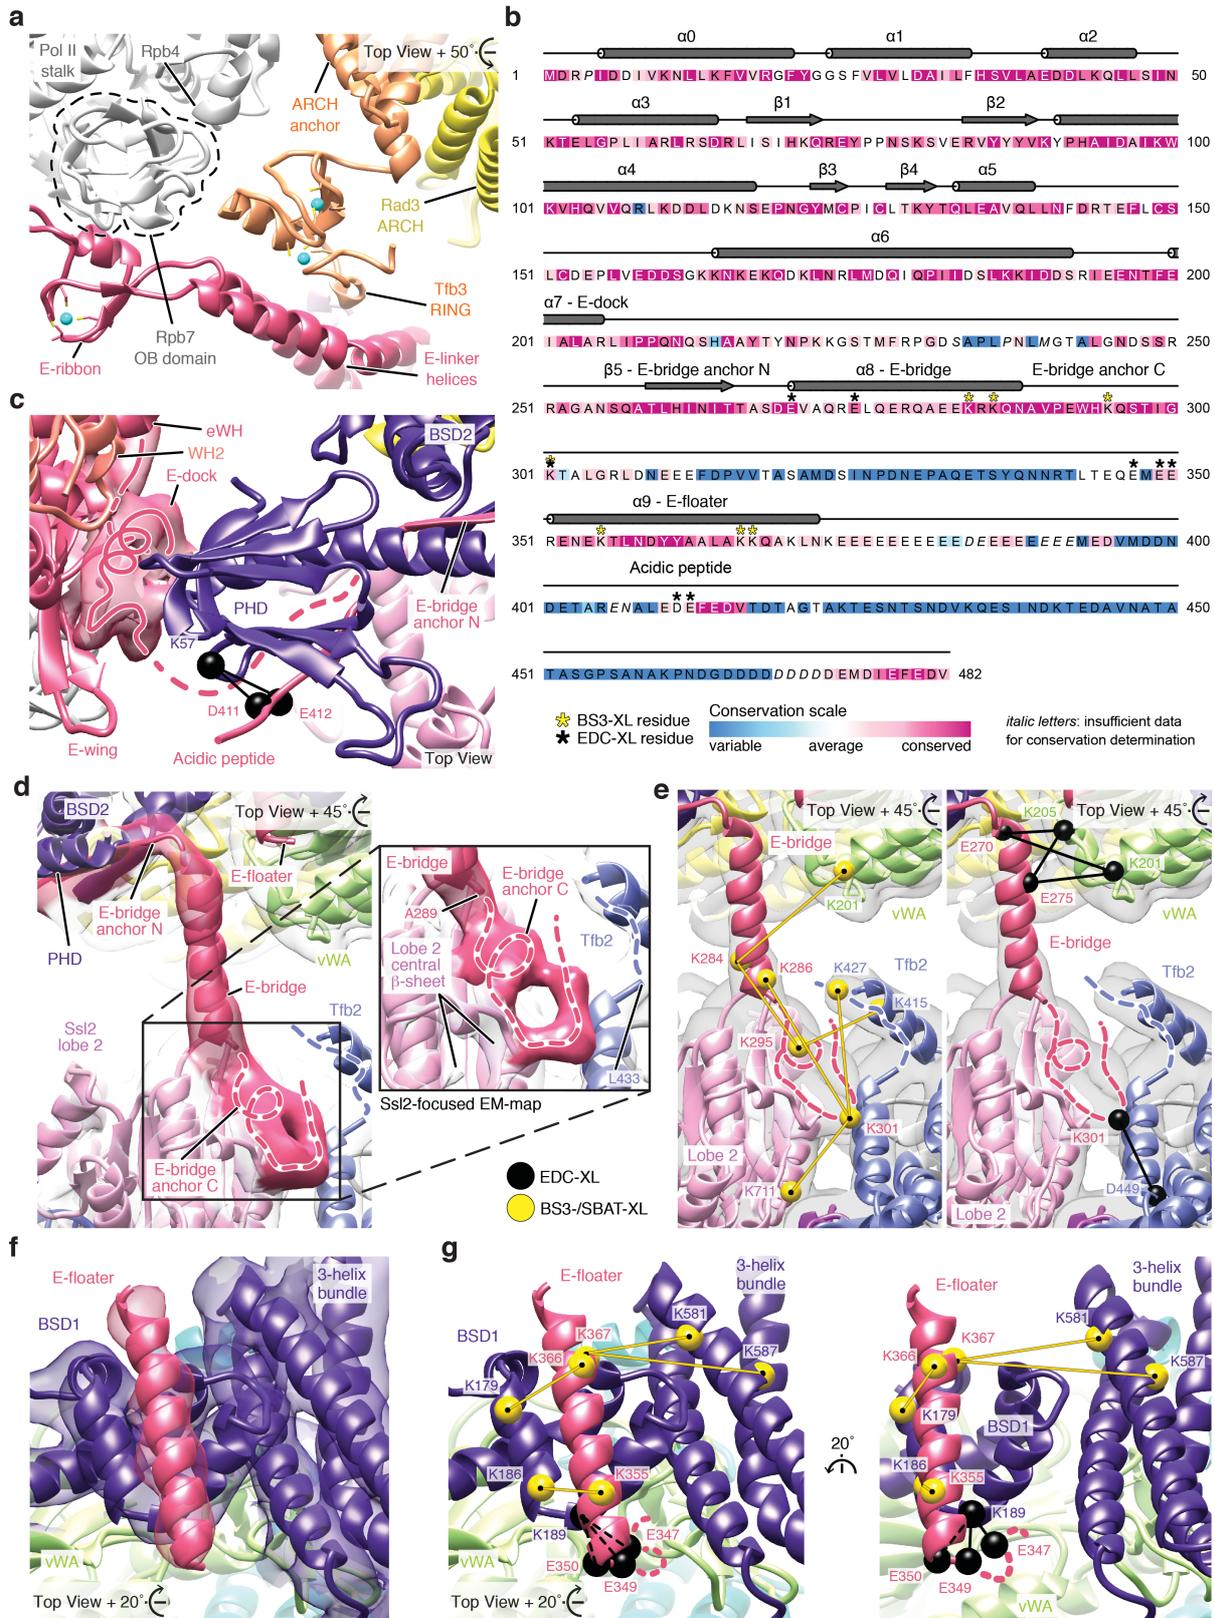 a
Pol II
stalk
Rpb4
ARCH
anchor
Top View + 50°
Rad3
ARCH
Tfb3
RING
Rpb7
OB domain
E-ribbon
E-linker
helices
b
α0
α1
α2
1 MDRPIDDIVKNLLKFVVRGFYGGSFVLVLDAILFHSVLAEDDLKQLLSIN 50
α3
β1
β2
51 KTELGPLIARLRSDRLISIHKQREYPPNSKSVERVYYYVKYPHAIDAIKW 100
α4
β3
β4
α5
101 KVHQVVQRLKDDLDKNSEPNGYMCPICLTKYTQLEAVQLLNFDRTEFLCS 150
α6
151 LCDEPLVEDDSGKKNKEKQDKLNRLMDQIQPIIDSLKKIDDSRIEENTFE 200
α7 - E-dock
201 IALARLIPPQNQSHAAYTYNPKKGSTMFRPGDSAPLPNLMGTALGNDSSR 250
β5 - E-bridge anchor N
α8 - E-bridge
E-bridge anchor C
251 RAGANSQATLHINITTASDEVAQRELQERQAEEKRKQNAVPEWHKQSTIG 300
301 KTALGRLDNEEEFDPVVTASAMDSINPDNEPAQETSYQNNRTLTEQEMEE 350
α9 - E-floater
351 RENEKTLNDYYAALAKKQAKLNKEEEEEEEEEEEDFEEEEEEEEMEDVMDDN 400
Acidic peptide
401 DETARENALEDEFEDVTDTAGTAKTESNTSNDVKQESINDKTEDAVNATA 450
451 TASGPSANAKPNDGDDDDDDDDDEMDIEFEDV 482
* BS3-XL residue
* EDC-XL residue
Conservation scale
variable average conserved
italic letters: insufficient data
for conservation determination
c
eWH
WH2
E-dock
BSD2
PHD
K57
E-bridge
anchor N
D411
E412
E-wing
Acidic peptide
Top View
d
BSD2
Top View + 45°
E-floater
E-bridge
anchor N
PHD
vWA
E-bridge
Ssl2
lobe 2
Tfb2
E-bridge
anchor C
E-bridge
E-bridge
anchor C
A289
Lobe 2
central
β-sheet
Tfb2
L433
Ssl2-focused EM-map
EDC-XL
BS3-/SBAT-XL
e
Top View + 45°
E-bridge
K201
vWA
K284
K286
K427
Tfb2
K415
K295
K301
Lobe 2
K711
K205
Top View + 45°
E270
K201
E275
vWA
E-bridge
Tfb2
K301
D449
Lobe 2
f
E-floater
3-helix
bundle
BSD1
vWA
Top View + 20°
g
E-floater
3-helix
bundle
K581
BSD1
K367
K366
K587
K179
K186
K355
K189
E347
E350
E349
vWA
Top View + 20°
20°
E-floater
3-helix
bundle
K581
K367
K366
K587
K179
BSD1
K186
K355
K189
E347
E350
E349
vWA